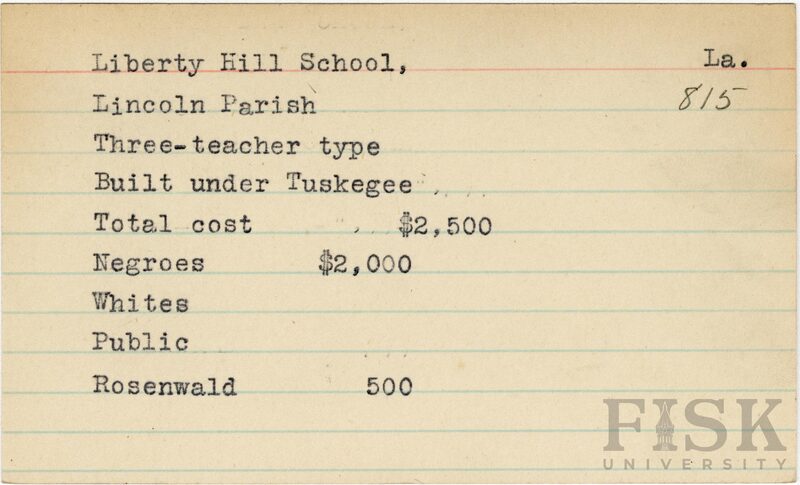 Liberty Hill School, La.
Lincoln Parish 815
Three-teacher type
Built under Tuskegee
Total cost $2,500
Negroes $2,000
Whites
Public
Rosenwald 500
FISK
UNIVERSITY